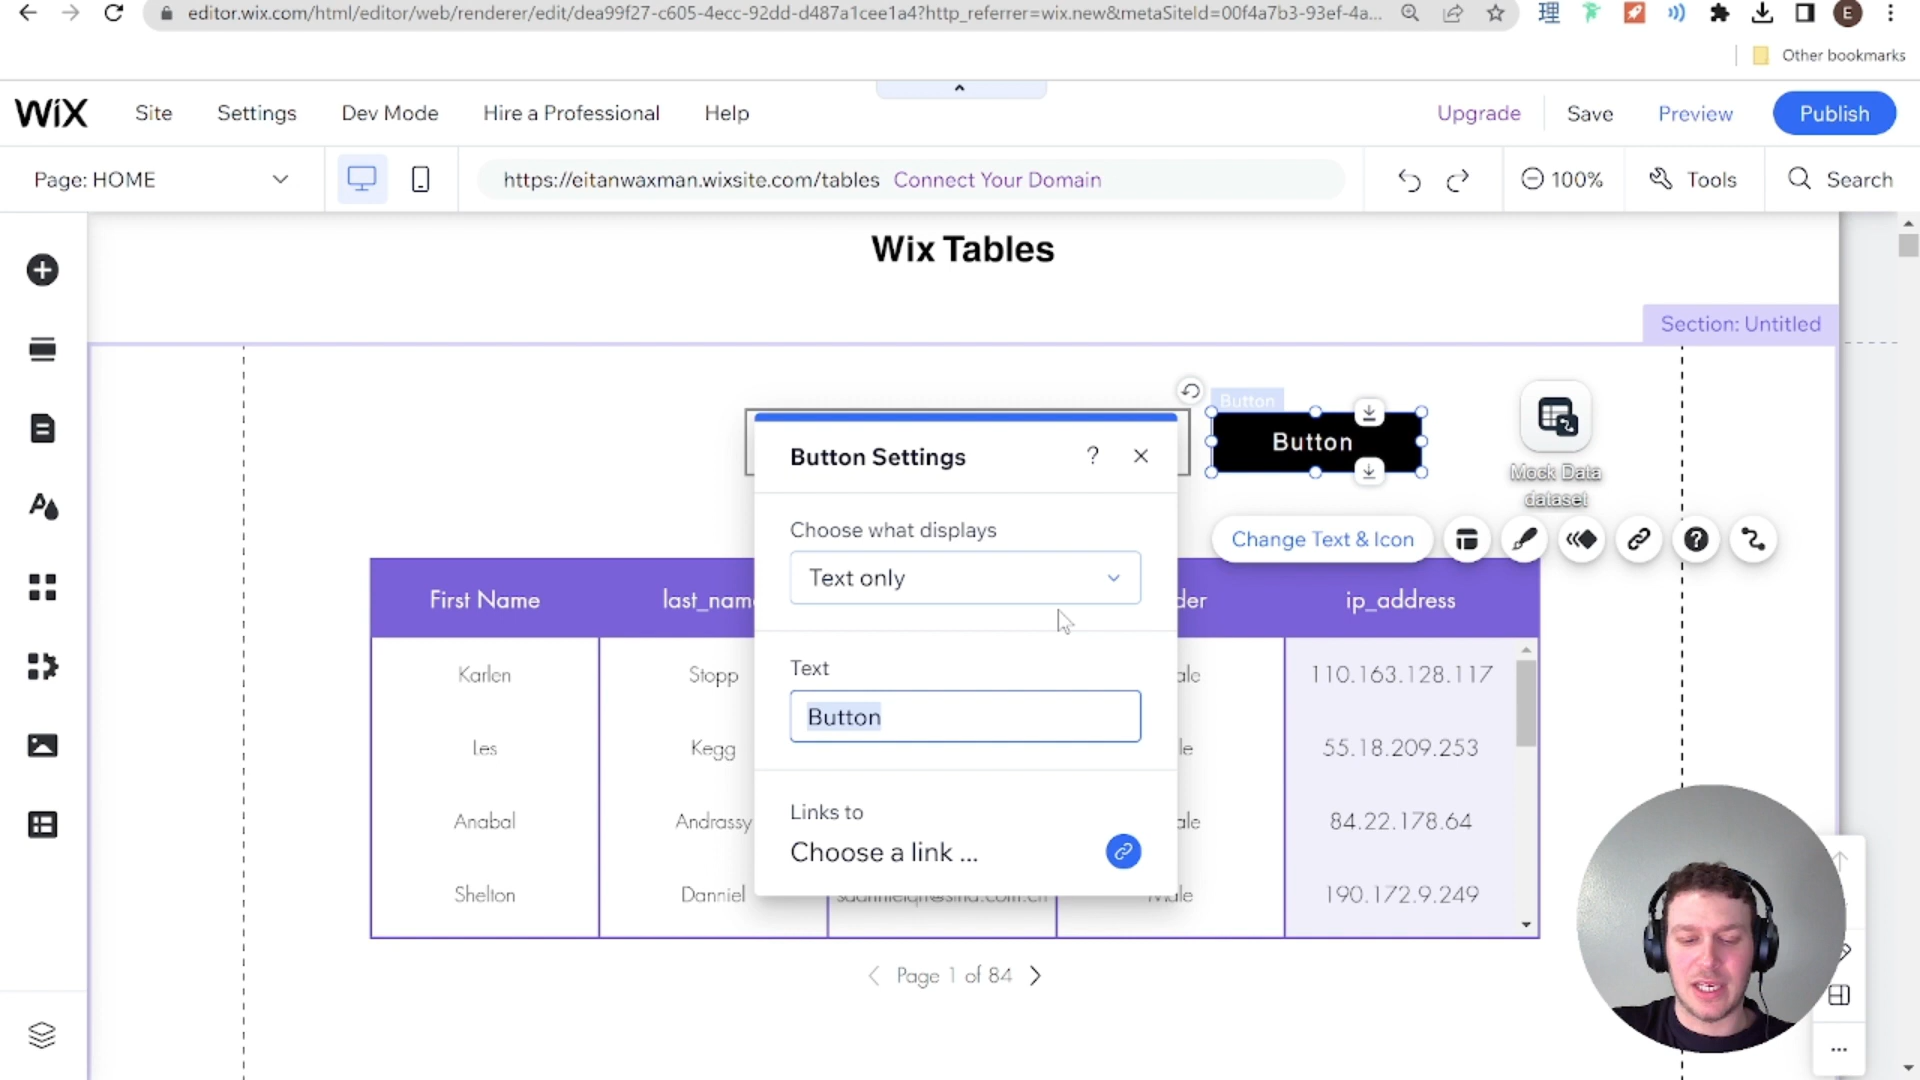 editor.wix.com/html/editor/web/renderer/edit/dea99f27-c605-4ecc-92dd-d487a1cee1a4?http_referrer=wix.new&metaSiteId=00f4a7b3-93ef-4a...
E
Other bookmarks
WiX
Site
Settings
Dev Mode
Hire a Professional
Help
Upgrade
Save
Preview
Publish
Page: HOME
https://eitanwaxman.wixsite.com/tables
Connect Your Domain
100%
Tools
Search
Wix Tables
Section: Untitled
Button
Button
Mock Data
dataset
Button Settings
?
Choose what displays
Text only
Change Text & Icon
First Name
last_name
der
ip_address
Text
Button
Karlen
Stopp
ale
110.163.128.117
Les
Kegg
le
55.18.209.253
Links to
Choose a link ...
Anabal
Andrassy
ale
84.22.178.64
Shelton
Danniel
Male
190.172.9.249
Page 1 of 84